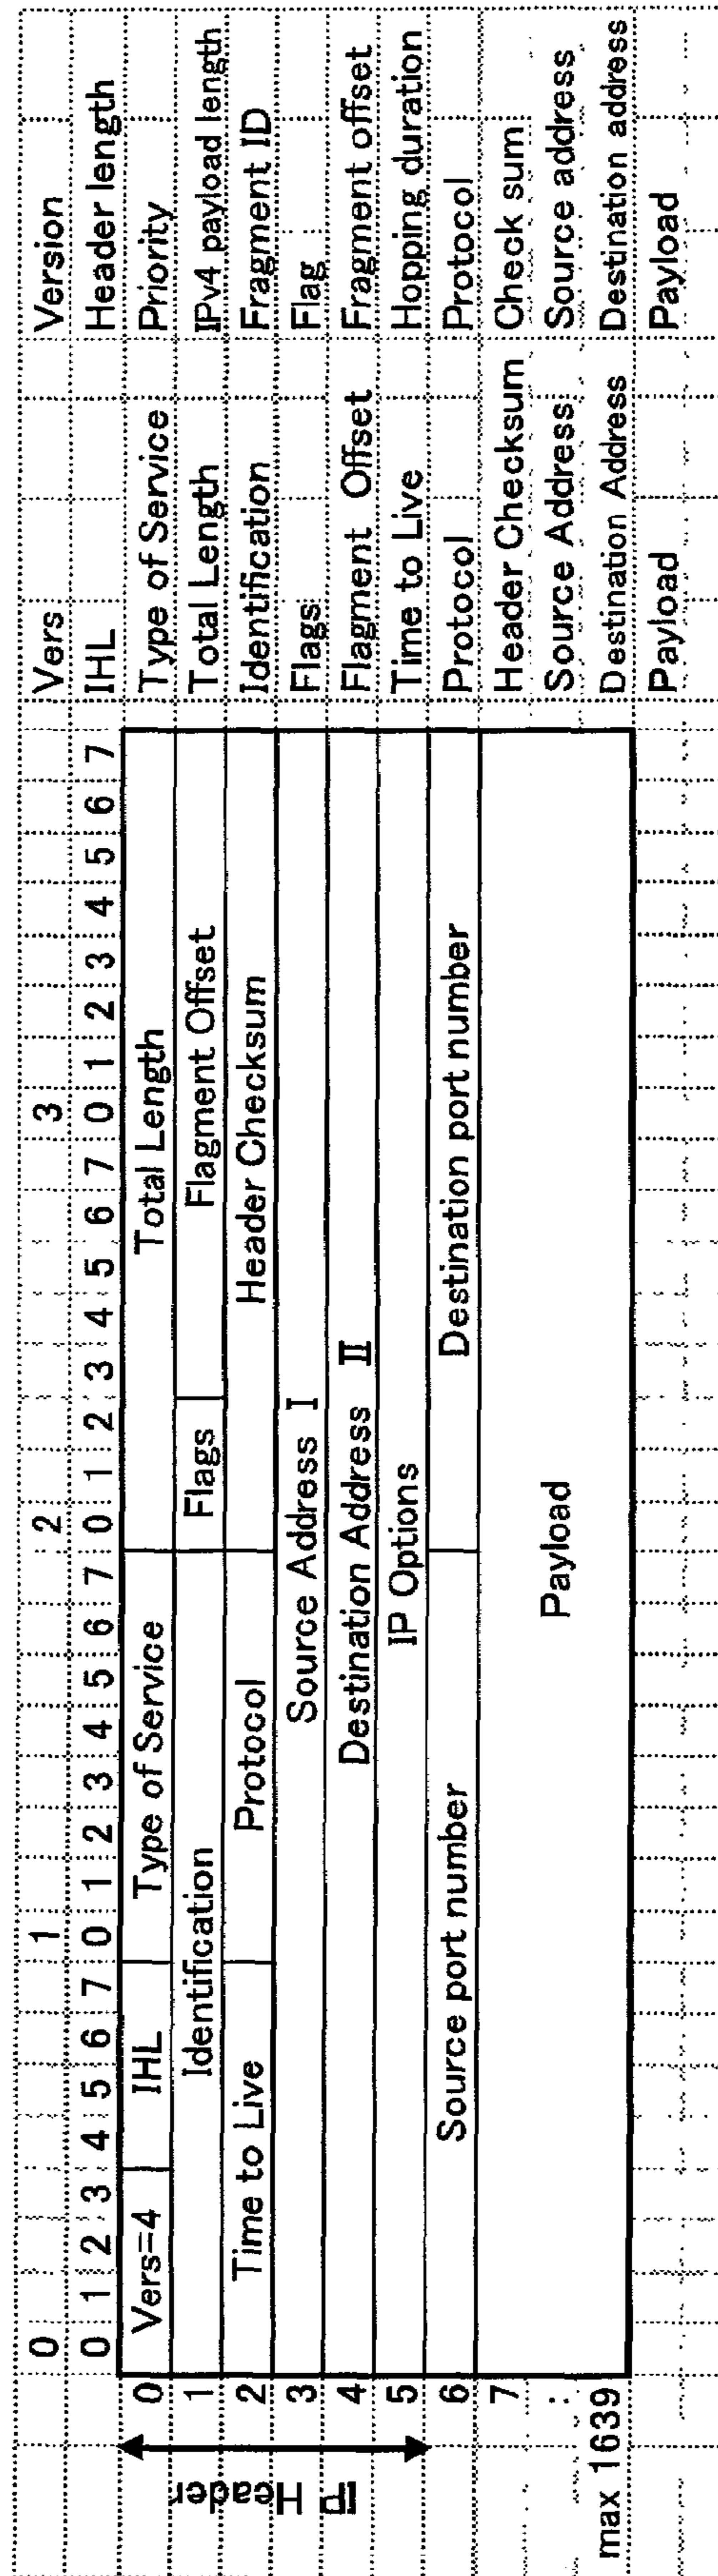 0 1 2 3 Vers Version
0 1 2 3 4 5 6 7 0 1 2 3 4 5 6 7 0 1 2 3 4 5 6 7 0 1 2 3 4 5 6 7 IHL Header length
0 Vers=4 IHL Type of Service Total Length Type of Service Priority
1 Identification Flags Flagment Offset Total Length IPv4 payload length
2 Time to Live Protocol Header Checksum Identification Fragment ID
3 Source Address I Flags Flag
4 Destination Address II Flagment Offset Fragment offset
5 IP Options Time to Live Hopping duration
6 Source port number Destination port number Protocol Protocol
7 Header Checksum Check sum
: Payload Source Address Source address
max 1639 Destination Address Destination address
Payload Payload
IP Header